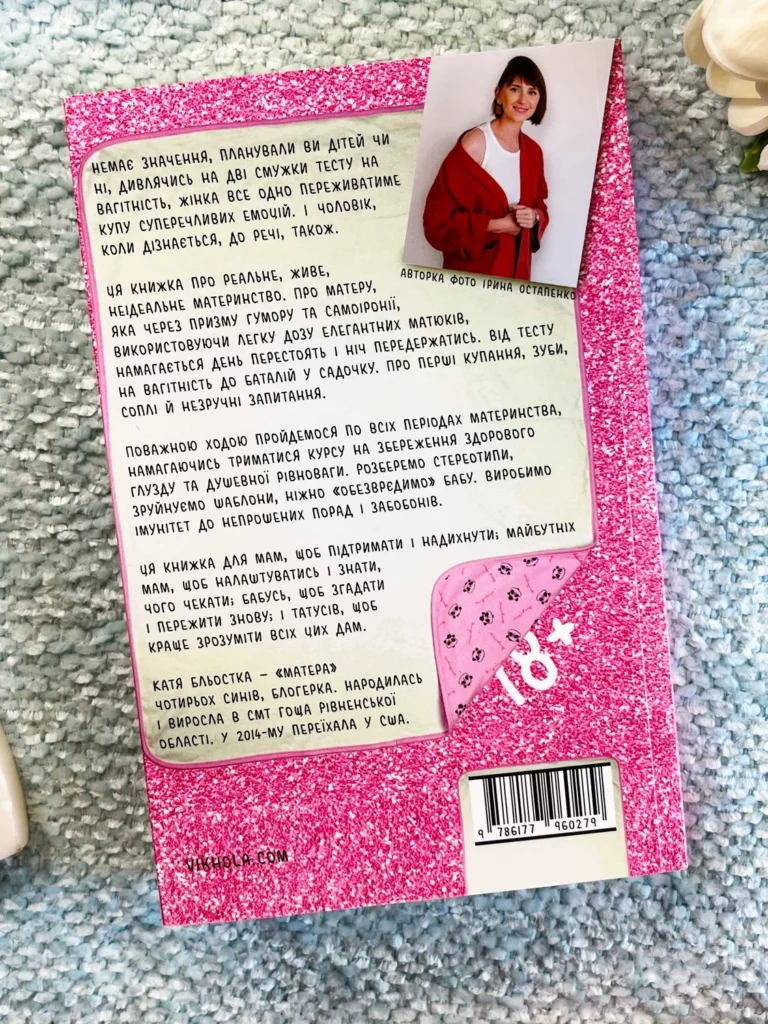 НЕМАЄ ЗНАЧЕННЯ, ПЛАНУВАЛИ ВИ ДІТЕЙ ЧИ
НІ, ДИВЛЯЧИСЬ НА ДВІ СМУЖКИ ТЕСТУ НА
ВАГІТНІСТЬ, ЖІНКА ВСЕ ОДНО ПЕРЕЖИВАТИМЕ
КУПУ СУПЕРЕЧЛИВИХ ЕМОЦІЙ. І ЧОЛОВІК,
КОЛИ ДІЗНАЄТЬСЯ, ДО РЕЧІ, ТАКОЖ.
АВТОРКА ФОТО ІРИНА ОСТАПЕНКО
ЦЯ КНИЖКА ПРО РЕАЛЬНЕ, ЖИВЕ,
НЕІДЕАЛЬНЕ МАТЕРИНСТВО. ПРО МАТЕРУ,
ЯКА ЧЕРЕЗ ПРИЗМУ ГУМОРУ ТА САМОІРОНІЇ,
ВИКОРИСТОВУЮЧИ ЛЕГКУ ДОЗУ ЕЛЕГАНТНИХ МАТЮКІВ,
НАМАГАЄТЬСЯ ДЕНЬ ПЕРЕСТОЯТЬ І НІЧ ПЕРЕДЕРЖАТИСЬ. ВІД ТЕСТУ
НА ВАГІТНІСТЬ ДО БАТАЛІЙ У САДОЧКУ. ПРО ПЕРШІ КУПАННЯ, ЗУБИ,
СОПЛІ Й НЕЗРУЧНІ ЗАПИТАННЯ.
ПОВАЖНОЮ ХОДОЮ ПРОЙДЕМОСЯ ПО ВСІХ ПЕРІОДАХ МАТЕРИНСТВА,
НАМАГАЮЧИСЬ ТРИМАТИСЯ КУРСУ НА ЗБЕРЕЖЕННЯ ЗДОРОВОГО
ГЛУЗДУ ТА ДУШЕВНОЇ РІВНОВАГИ. РОЗБЕРЕМО СТЕРЕОТИПИ,
ЗРУЙНУЄМО ШАБЛОНИ, НІЖНО «ОБЕЗВРЄДИМО» БАБУ. ВИРОБИМО
ІМУНІТЕТ ДО НЕПРОШЕНИХ ПОРАД І ЗАБОБОНІВ.
ЦЯ КНИЖКА ДЛЯ МАМ, ЩОБ ПІДТРИМАТИ І НАДИХНУТИ; МАЙБУТНІХ
МАМ, ЩОБ НАЛАШТУВАТИСЬ І ЗНАТИ,
ЧОГО ЧЕКАТИ; БАБУСЬ, ЩОБ ЗГАДАТИ
І ПЕРЕЖИТИ ЗНОВУ; І ТАТУСІВ, ЩОБ
КРАЩЕ ЗРОЗУМІТИ ВСІХ ЦИХ ДАМ.
18+
КАТЯ БЛЬОСТКА – «МАТЕРА»
ЧОТИРЬОХ СИНІВ, БЛОГЕРКА. НАРОДИЛАСЬ
І ВИРОСЛА В СМТ ГОЩА РІВНЕНСЬКОЇ
ОБЛАСТІ. У 2014-МУ ПЕРЕЇХАЛА У США.
9 786177 960279
VIKHOLA.COM